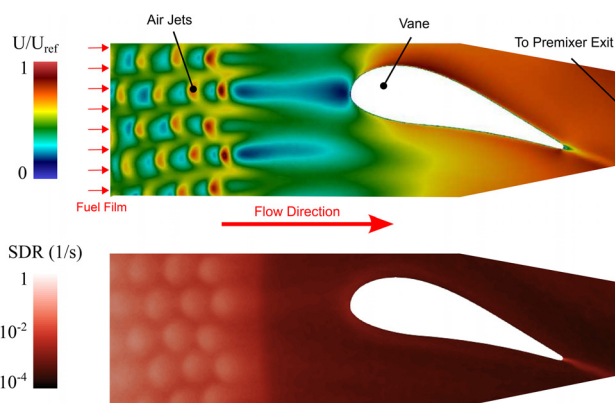 Air Jets
Vane
U/U_ref
To Premixer Exit
1
0
Fuel Film
Flow Direction
SDR (1/s)
1
10^-2
10^-4